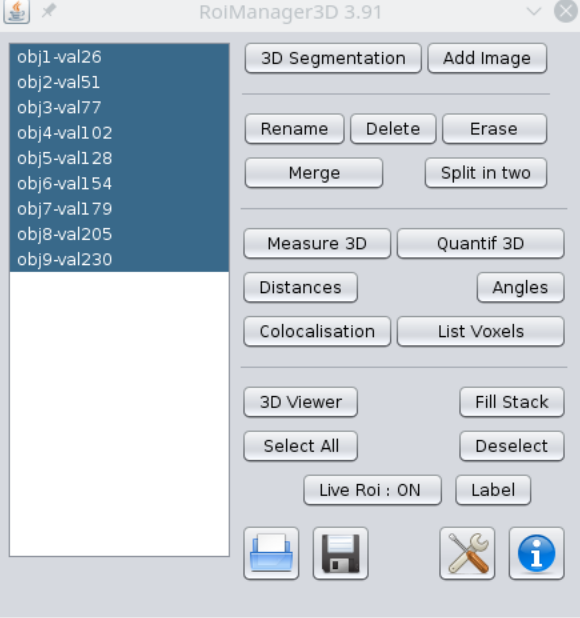 RoiManager3D 3.91
obj1-val26
obj2-val51
obj3-val77
obj4-val102
obj5-val128
obj6-val154
obj7-val179
obj8-val205
obj9-val230
3D Segmentation Add Image
Rename Delete Erase
Merge Split in two
Measure 3D Quantif 3D
Distances Angles
Colocalisation List Voxels
3D Viewer Fill Stack
Select All Deselect
Live Roi : ON Label